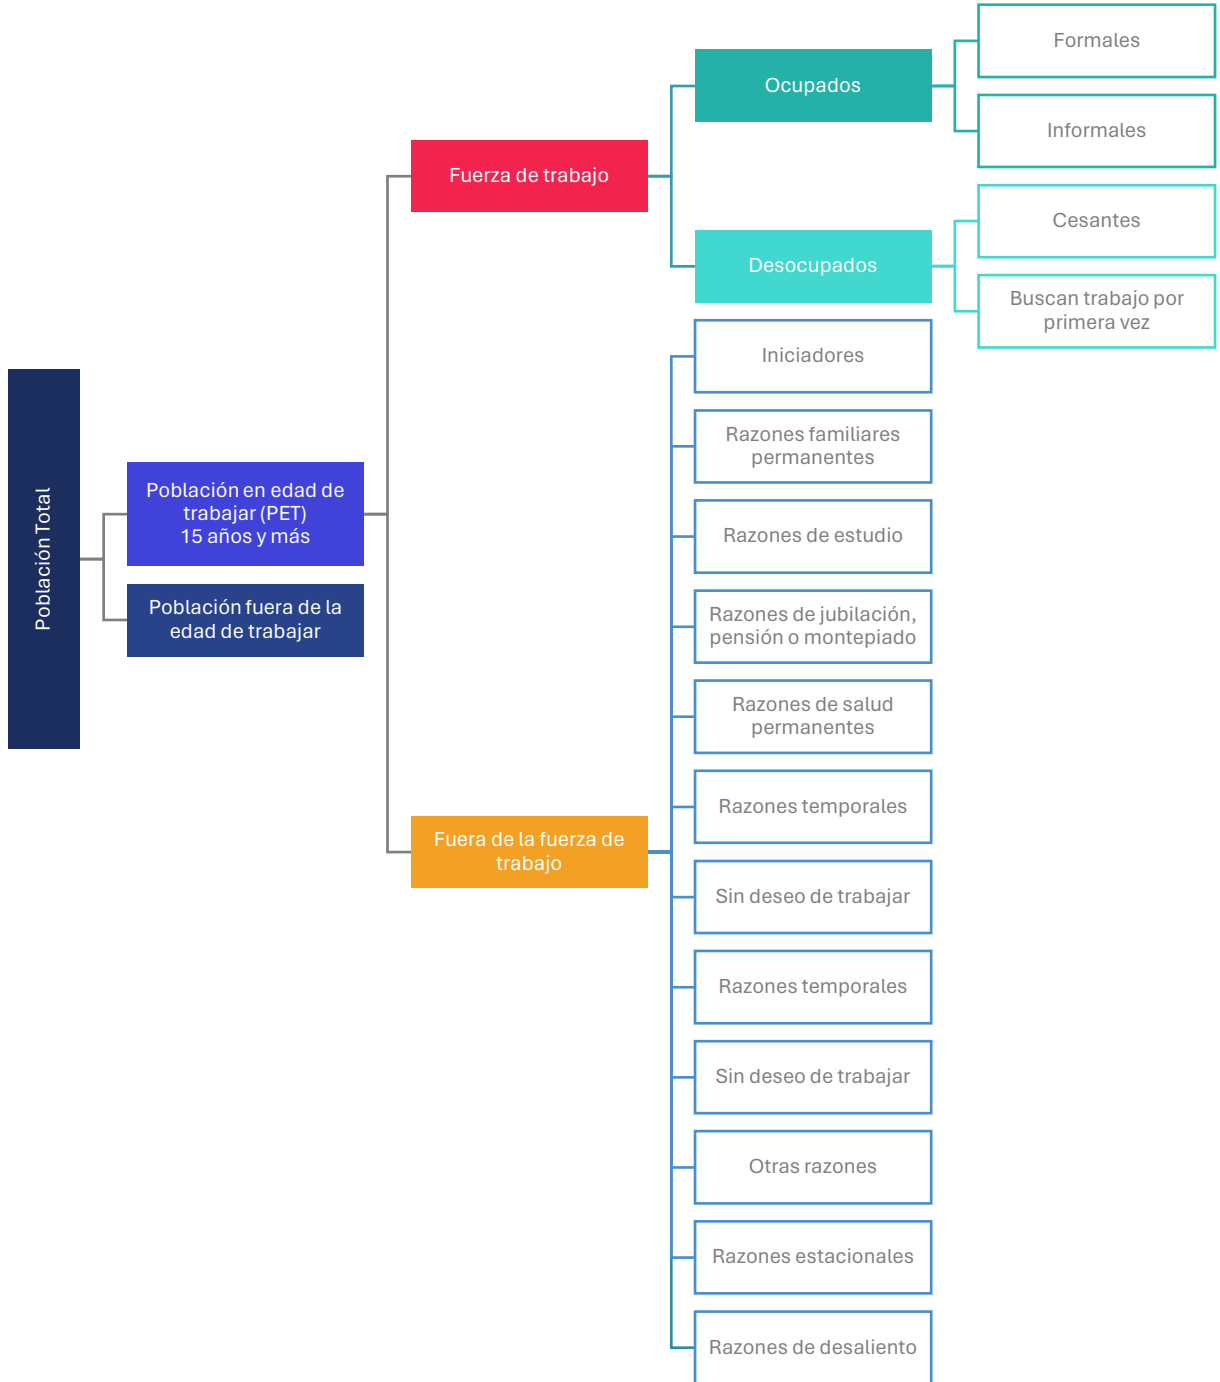 Población Total
Población en edad de
trabajar (PET)
15 años y más
Población fuera de la
edad de trabajar
Fuerza de trabajo
Fuera de la fuerza de
trabajo
Ocupados
Desocupados
Formales
Informales
Cesantes
Buscan trabajo por
primera vez
Iniciadores
Razones familiares
permanentes
Razones de estudio
Razones de jubilación,
pensión o montepiado
Razones de salud
permanentes
Razones temporales
Sin deseo de trabajar
Razones temporales
Sin deseo de trabajar
Otras razones
Razones estacionales
Razones de desaliento